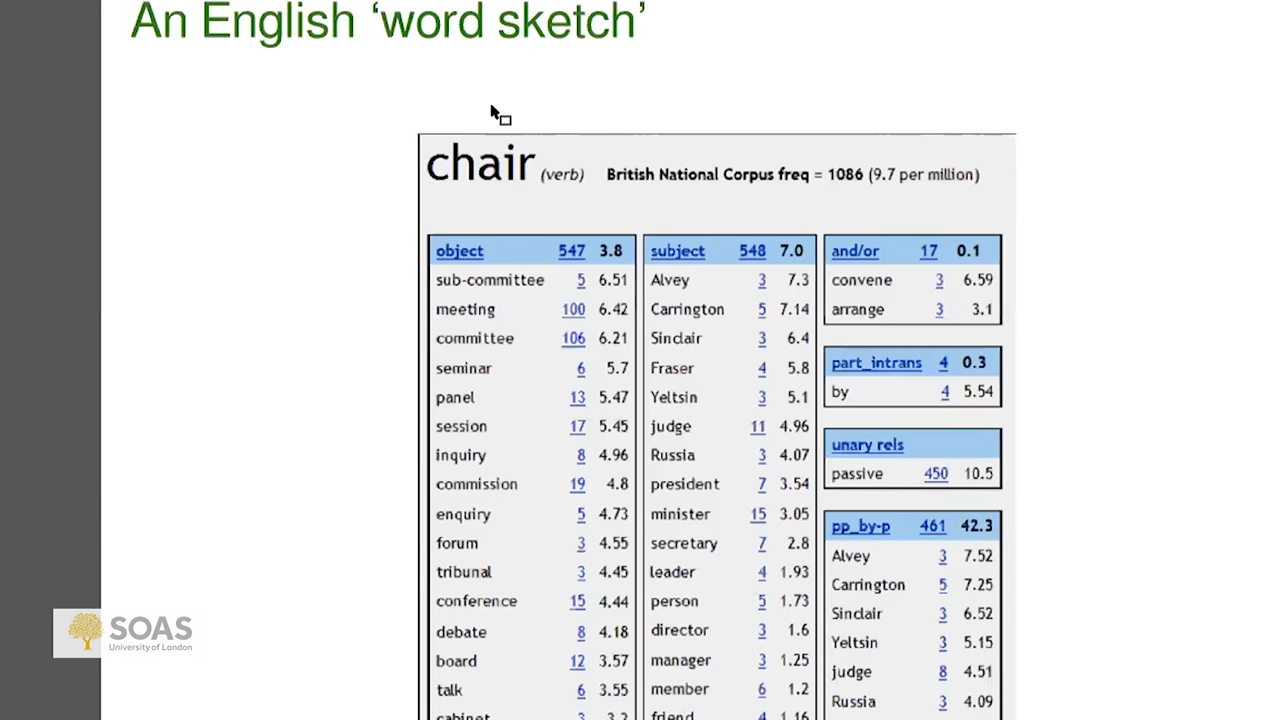 An English ‘word sketch’
chair (verb) British National Corpus freq = 1086 (9.7 per million)
object 547 3.8
sub-committee 5 6.51
meeting 100 6.42
committee 106 6.21
seminar 6 5.7
panel 13 5.47
session 17 5.45
inquiry 8 4.96
commission 19 4.8
enquiry 5 4.73
forum 3 4.55
tribunal 3 4.45
conference 15 4.44
debate 8 4.18
board 12 3.57
talk 6 3.55
cabinet 3 3.2
subject 548 7.0
Alvey 3 7.3
Carrington 5 7.14
Sinclair 3 6.4
Fraser 4 5.8
Yeltsin 3 5.1
judge 11 4.96
Russia 3 4.07
president 7 3.54
minister 15 3.05
secretary 7 2.8
leader 4 1.93
person 5 1.73
director 3 1.6
manager 3 1.25
member 6 1.2
friend 4 1.16
and/or 17 0.1
convene 3 6.59
arrange 3 3.1
part_intrans 4 0.3
by 4 5.54
unary rels
passive 450 10.5
pp_by-p 461 42.3
Alvey 3 7.52
Carrington 5 7.25
Sinclair 3 6.52
Yeltsin 3 5.15
judge 8 4.51
Russia 3 4.09
SOAS
University of London